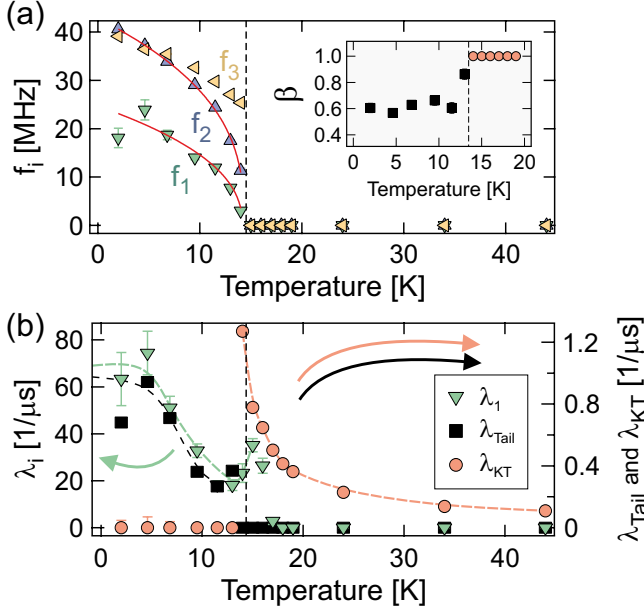 (a)
f_i [MHz]
40
30
20
10
0
f_3
f_2
f_1
β
1.0
0.8
0.6
0.4
0 5 10 15 20
Temperature [K]
0 10 20 30 40
Temperature [K]
(b)
λ_i [1/μs]
80
60
40
20
0
λ_1
λ_Tail
λ_KT
1.2
0.8
0.4
0
λ_Tail and λ_KT [1/μs]
0 10 20 30 40
Temperature [K]